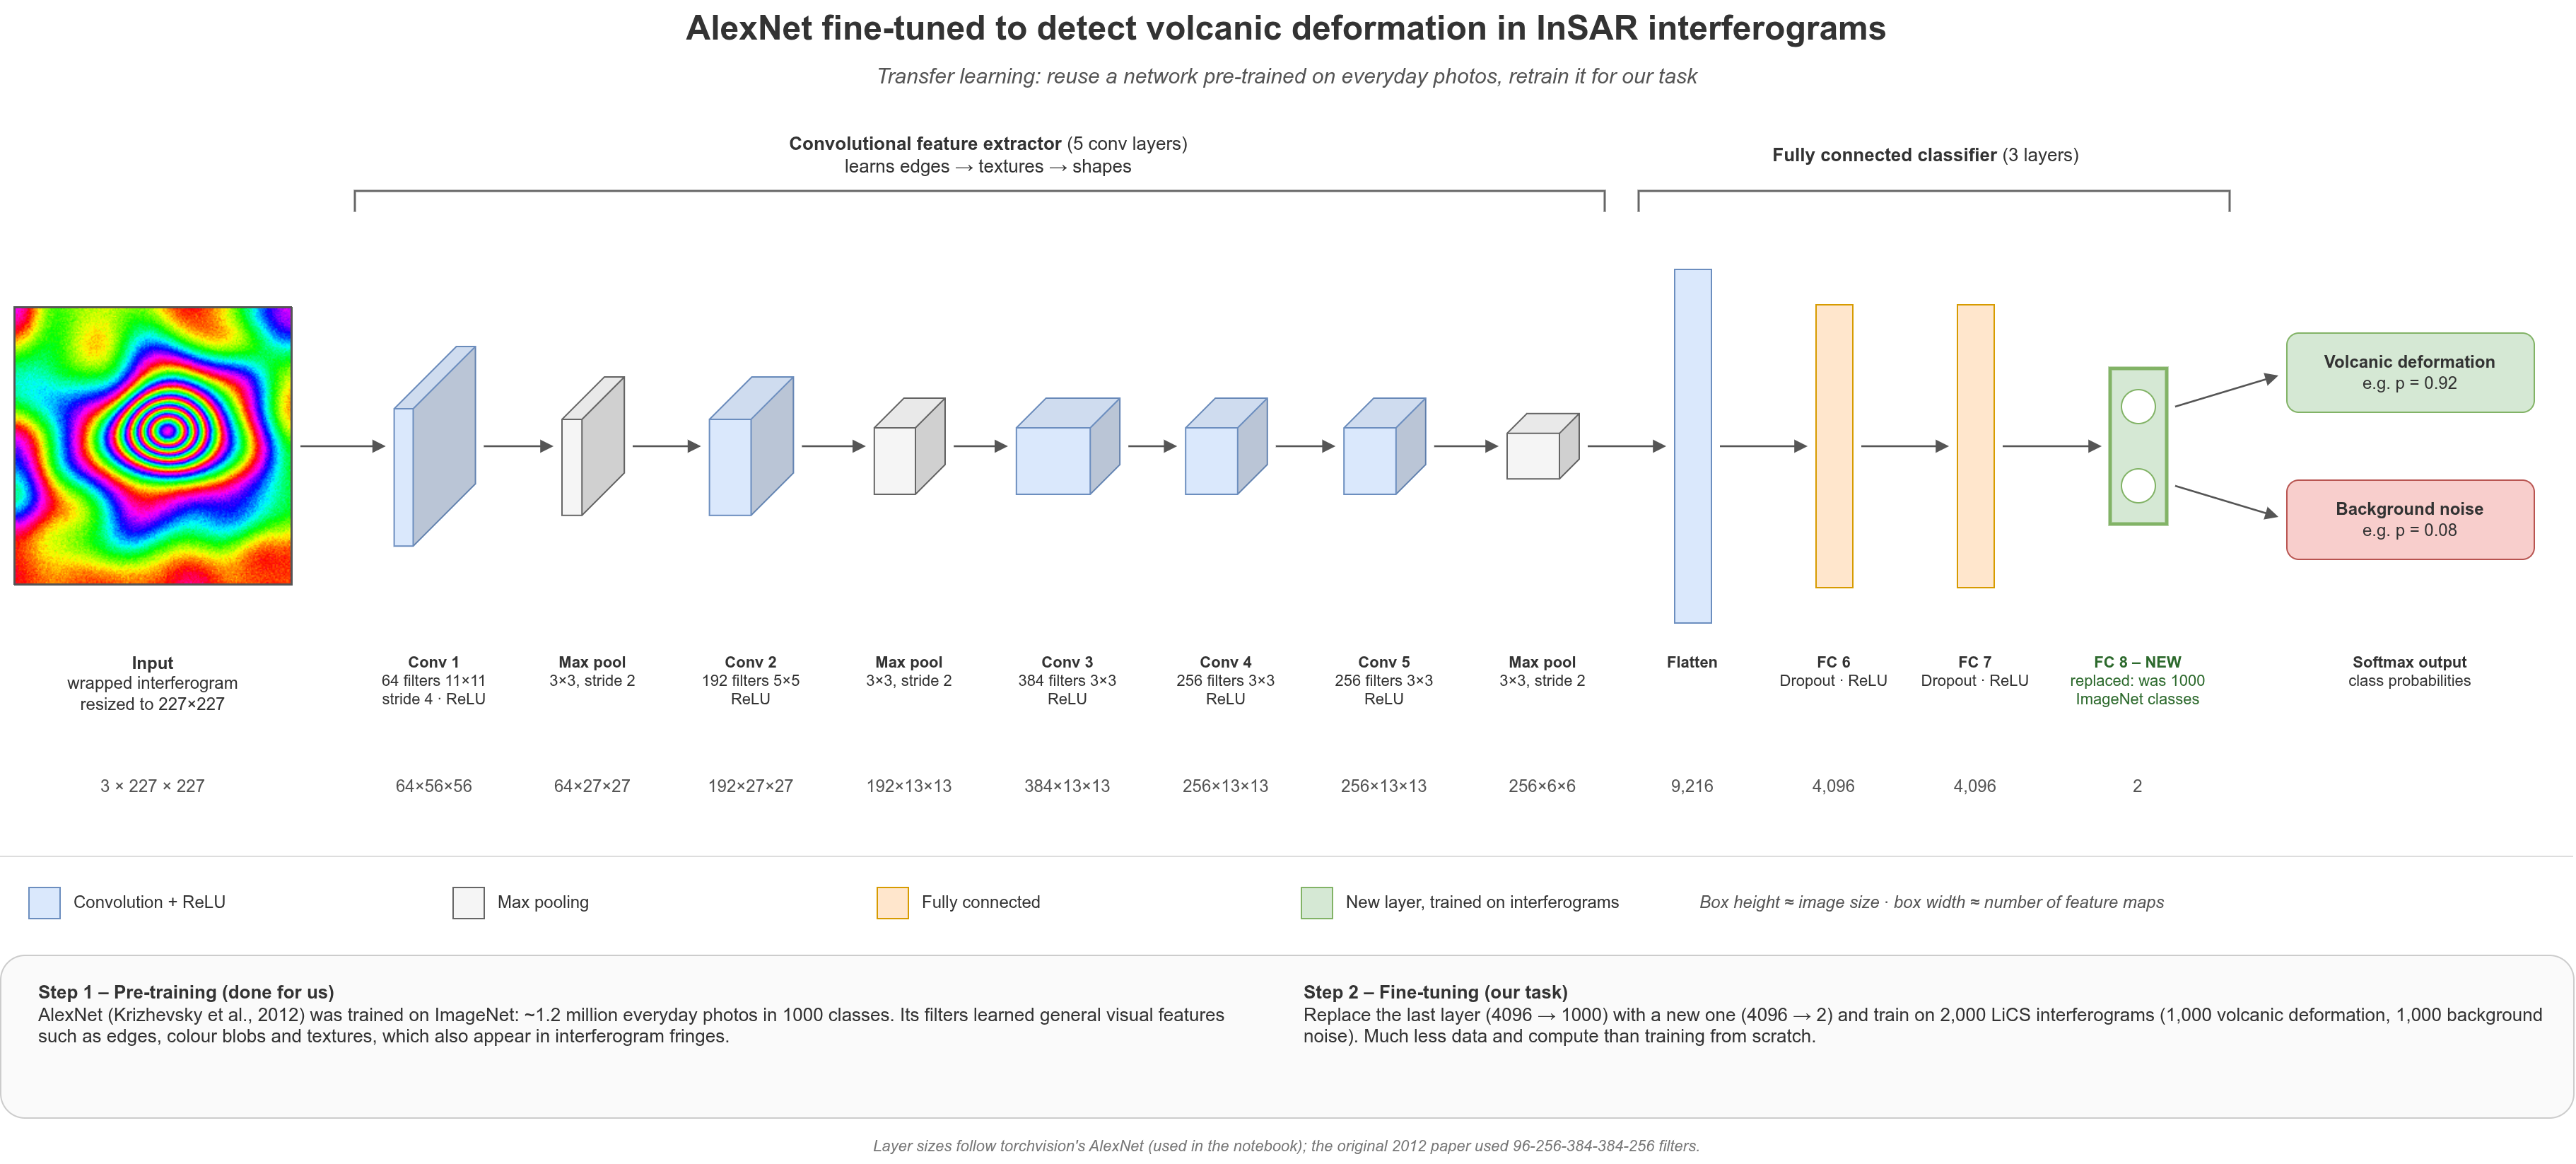 AlexNet fine-tuned to detect volcanic deformation in InSAR interferograms
Transfer learning: reuse a network pre-trained on everyday photos, retrain it for our task
Convolutional feature extractor (5 conv layers)
learns edges → textures → shapes
Fully connected classifier (3 layers)
Volcanic deformation
e.g. p = 0.92
Background noise
e.g. p = 0.08
Input
wrapped interferogram
resized to 227×227
Conv 1
64 filters 11×11
stride 4 · ReLU
Max pool
3×3, stride 2
Conv 2
192 filters 5×5
ReLU
Max pool
3×3, stride 2
Conv 3
384 filters 3×3
ReLU
Conv 4
256 filters 3×3
ReLU
Conv 5
256 filters 3×3
ReLU
Max pool
3×3, stride 2
Flatten
FC 6
Dropout · ReLU
FC 7
Dropout · ReLU
FC 8 – NEW
replaced: was 1000
ImageNet classes
Softmax output
class probabilities
3 × 227 × 227
64×56×56
64×27×27
192×27×27
192×13×13
384×13×13
256×13×13
256×13×13
256×6×6
9,216
4,096
4,096
2
Convolution + ReLU
Max pooling
Fully connected
New layer, trained on interferograms
Box height ≈ image size · box width ≈ number of feature maps
Step 1 – Pre-training (done for us)
AlexNet (Krizhevsky et al., 2012) was trained on ImageNet: ~1.2 million everyday photos in 1000 classes. Its filters learned general visual features
such as edges, colour blobs and textures, which also appear in interferogram fringes.
Step 2 – Fine-tuning (our task)
Replace the last layer (4096 → 1000) with a new one (4096 → 2) and train on 2,000 LiCS interferograms (1,000 volcanic deformation, 1,000 background
noise). Much less data and compute than training from scratch.
Layer sizes follow torchvision's AlexNet (used in the notebook); the original 2012 paper used 96-256-384-384-256 filters.